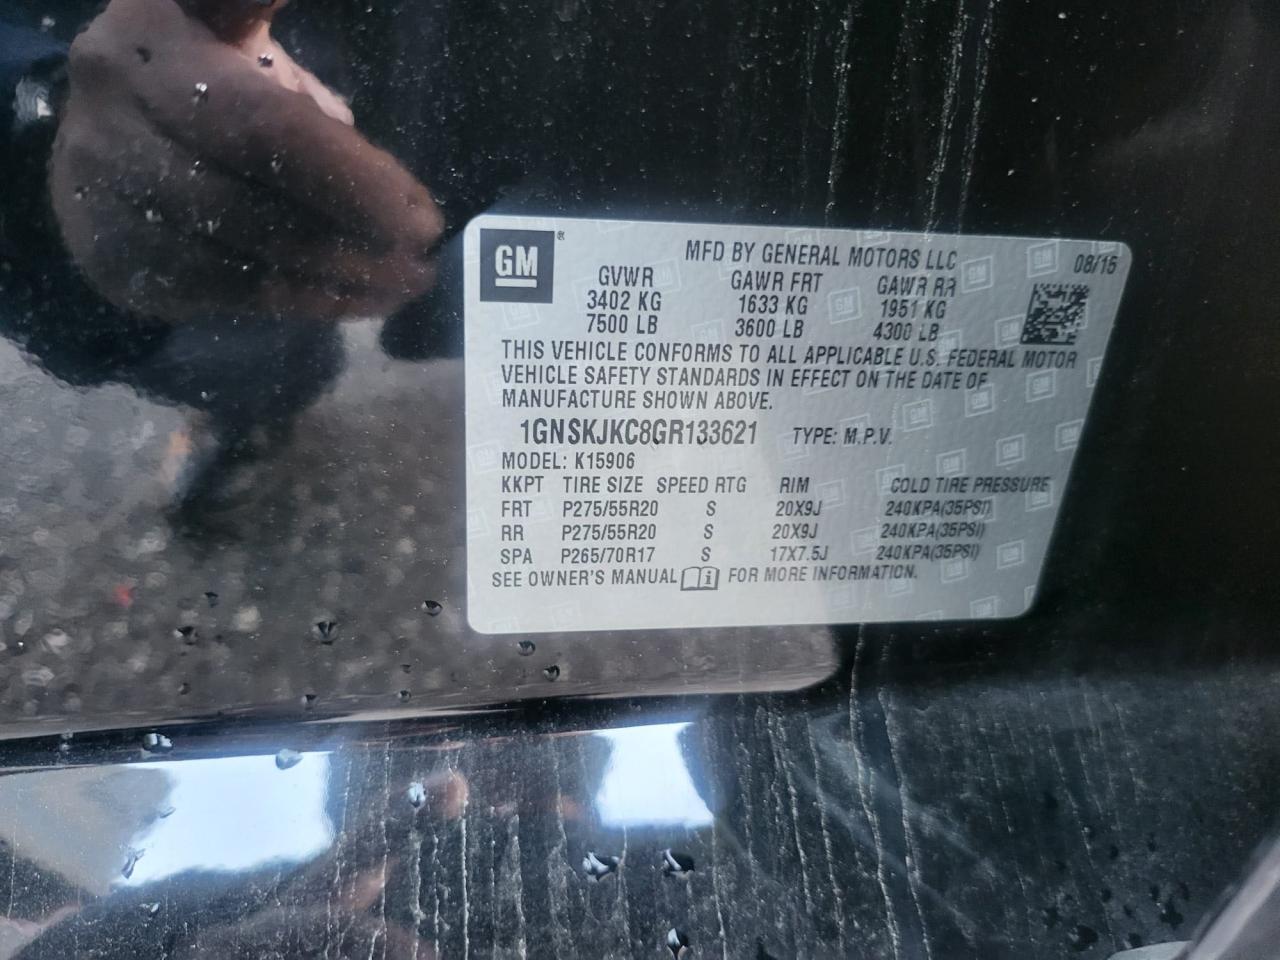 GM®
MFD BY GENERAL MOTORS LLC 08/15
GVWR GAWR FRT GAWR RR
3402 KG 1633 KG 1951 KG
7500 LB 3600 LB 4300 LB
THIS VEHICLE CONFORMS TO ALL APPLICABLE U.S. FEDERAL MOTOR
VEHICLE SAFETY STANDARDS IN EFFECT ON THE DATE OF
MANUFACTURE SHOWN ABOVE.
1GNSKJKC8GR133621 TYPE: M.P.V.
MODEL: K15906
KKPT TIRE SIZE SPEED RTG RIM COLD TIRE PRESSURE
FRT P275/55R20 S 20X9J 240KPA(35PSI)
RR P275/55R20 S 20X9J 240KPA(35PSI)
SPA P265/70R17 S 17X7.5J 240KPA(35PSI)
SEE OWNER'S MANUAL FOR MORE INFORMATION.